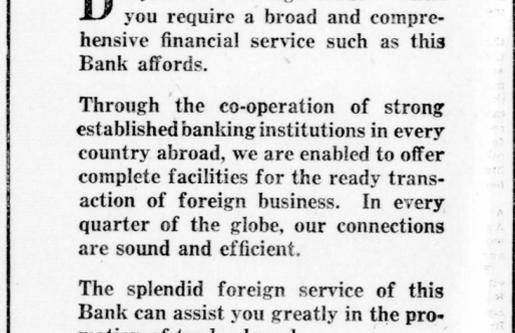 D
you require a broad and compre-
hensive financial service such as this
Bank affords.
Through the co-operation of strong
established banking institutions in every
country abroad, we are enabled to offer
complete facilities for the ready trans-
action of foreign business. In every
quarter of the globe, our connections
are sound and efficient.
The splendid foreign service of this
Bank can assist you greatly in the pro-